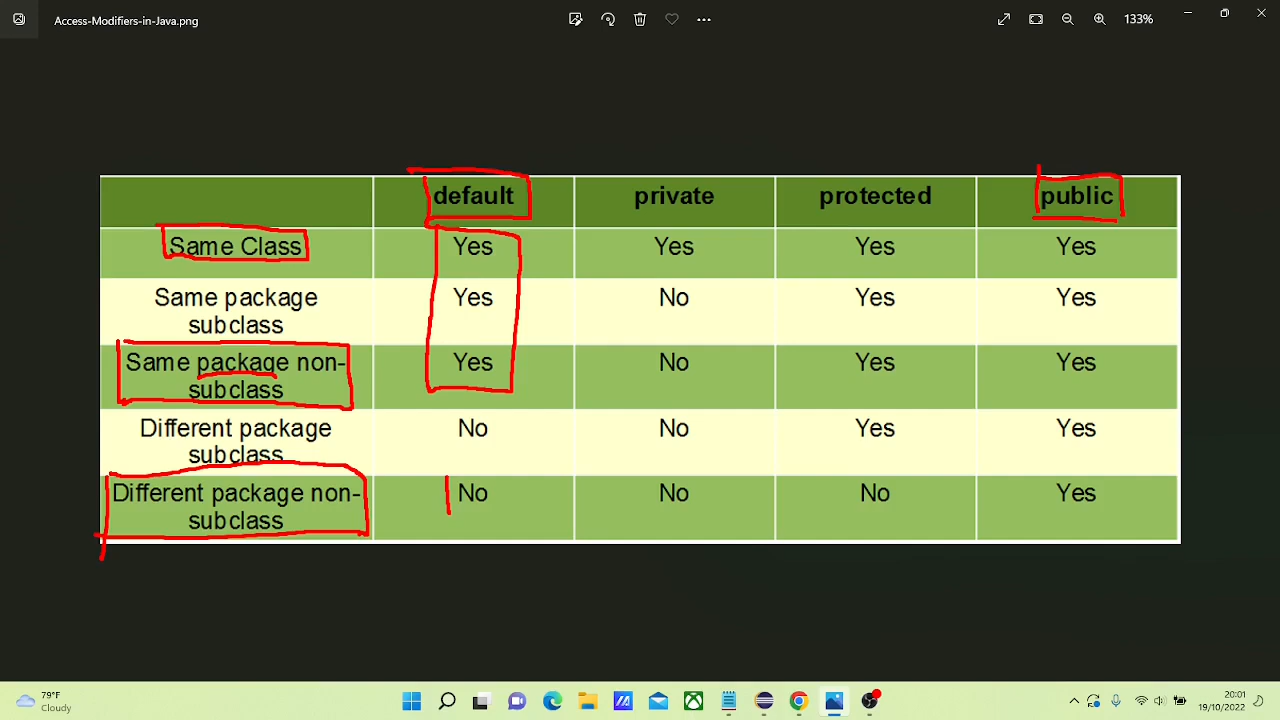 Access-Modifiers-in-Java.png
133%
default private protected public
Same Class Yes Yes Yes Yes
Same package
subclass
Yes No Yes Yes
Same package non-
subclass
Yes No Yes Yes
Different package
subclass
No No Yes Yes
Different package non-
subclass
No No No Yes
79°F
Cloudy
20:01
19/10/2022